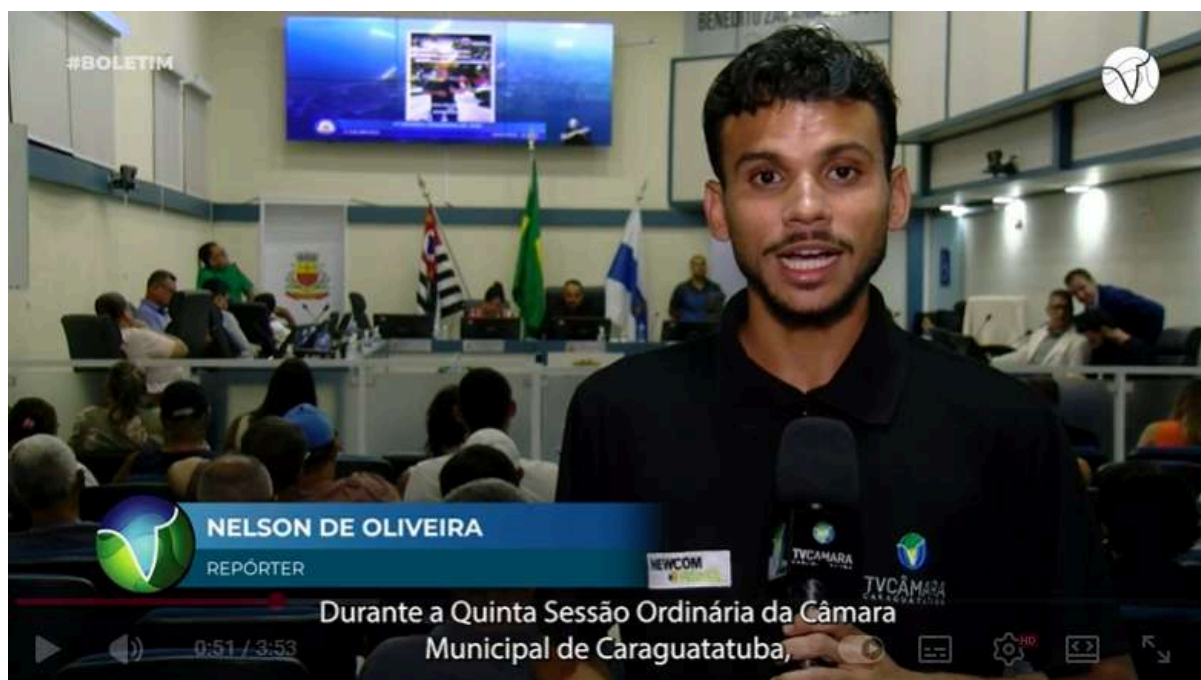 #BOLETIM
NELSON DE OLIVEIRA
REPÓRTER
NEWCOM
TVCÂMARA
TVCÂMARA
CARAGUATATUBA
Durante a Quinta Sessão Ordinária da Câmara
Municipal de Caraguatatuba,
0:51 / 3:53
HD